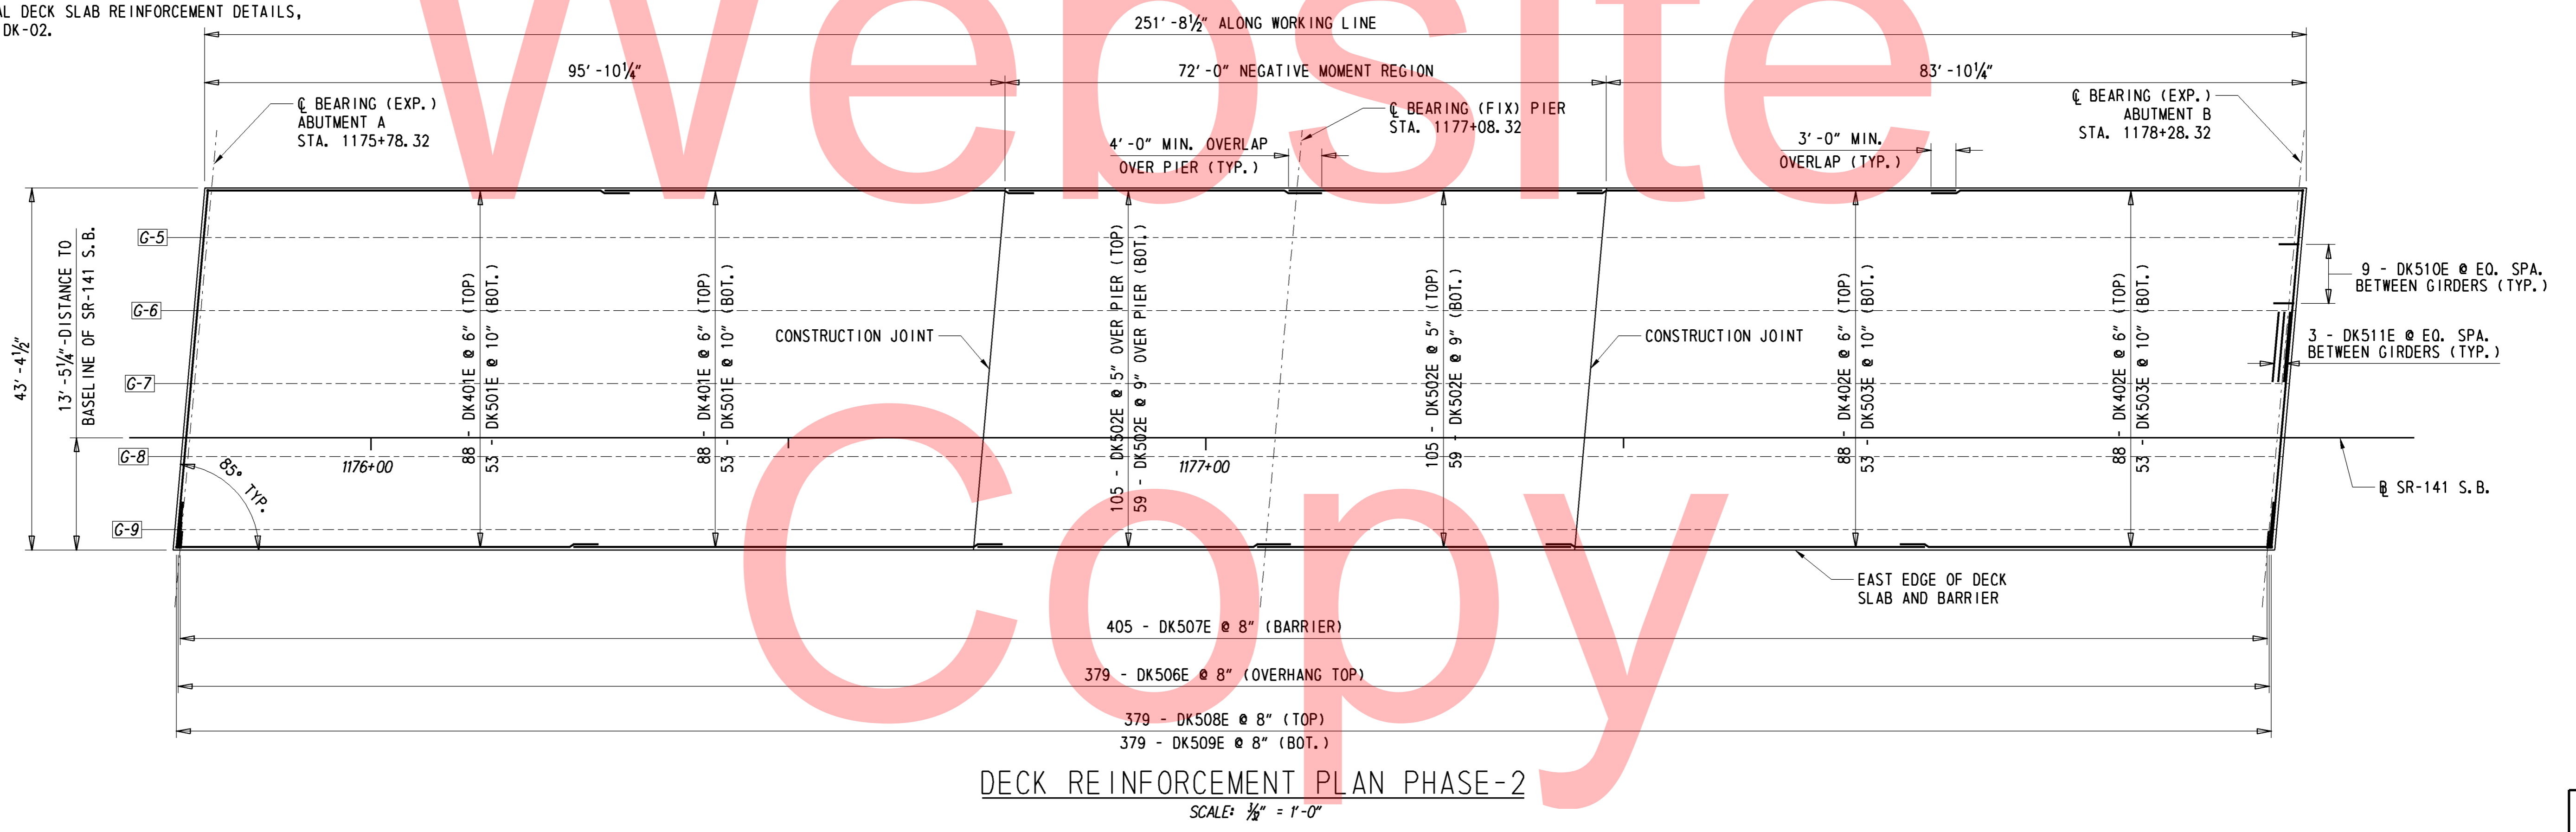 AL DECK SLAB REINFORCEMENT DETAILS,
DK-02.
Website
Copy
251'-8½" ALONG WORKING LINE
95'-10¼"
72'-0" NEGATIVE MOMENT REGION
83'-10¼"
℄ BEARING (EXP.)
ABUTMENT A
STA. 1175+78.32
4'-0" MIN. OVERLAP
OVER PIER (TYP.)
℄ BEARING (FIX) PIER
STA. 1177+08.32
3'-0" MIN.
OVERLAP (TYP.)
℄ BEARING (EXP.)
ABUTMENT B
STA. 1178+28.32
43'-4½"
13'-5¼"-DISTANCE TO
BASELINE OF SR-141 S.B.
G-5
G-6
G-7
G-8
G-9
85° TYP.
1176+00
1177+00
88 - DK401E @ 6" (TOP)
53 - DK501E @ 10" (BOT.)
88 - DK401E @ 6" (TOP)
53 - DK501E @ 10" (BOT.)
CONSTRUCTION JOINT
105 - DK502E @ 5" OVER PIER (TOP)
59 - DK502E @ 9" OVER PIER (BOT.)
105 - DK502E @ 5" (TOP)
59 - DK502E @ 9" (BOT.)
CONSTRUCTION JOINT
88 - DK402E @ 6" (TOP)
53 - DK503E @ 10" (BOT.)
88 - DK402E @ 6" (TOP)
53 - DK503E @ 10" (BOT.)
9 - DK510E @ EQ. SPA.
BETWEEN GIRDERS (TYP.)
3 - DK511E @ EQ. SPA.
BETWEEN GIRDERS (TYP.)
B SR-141 S.B.
EAST EDGE OF DECK
SLAB AND BARRIER
405 - DK507E @ 8" (BARRIER)
379 - DK506E @ 8" (OVERHANG TOP)
379 - DK508E @ 8" (TOP)
379 - DK509E @ 8" (BOT.)
DECK REINFORCEMENT PLAN PHASE-2
SCALE: = 1'-0"